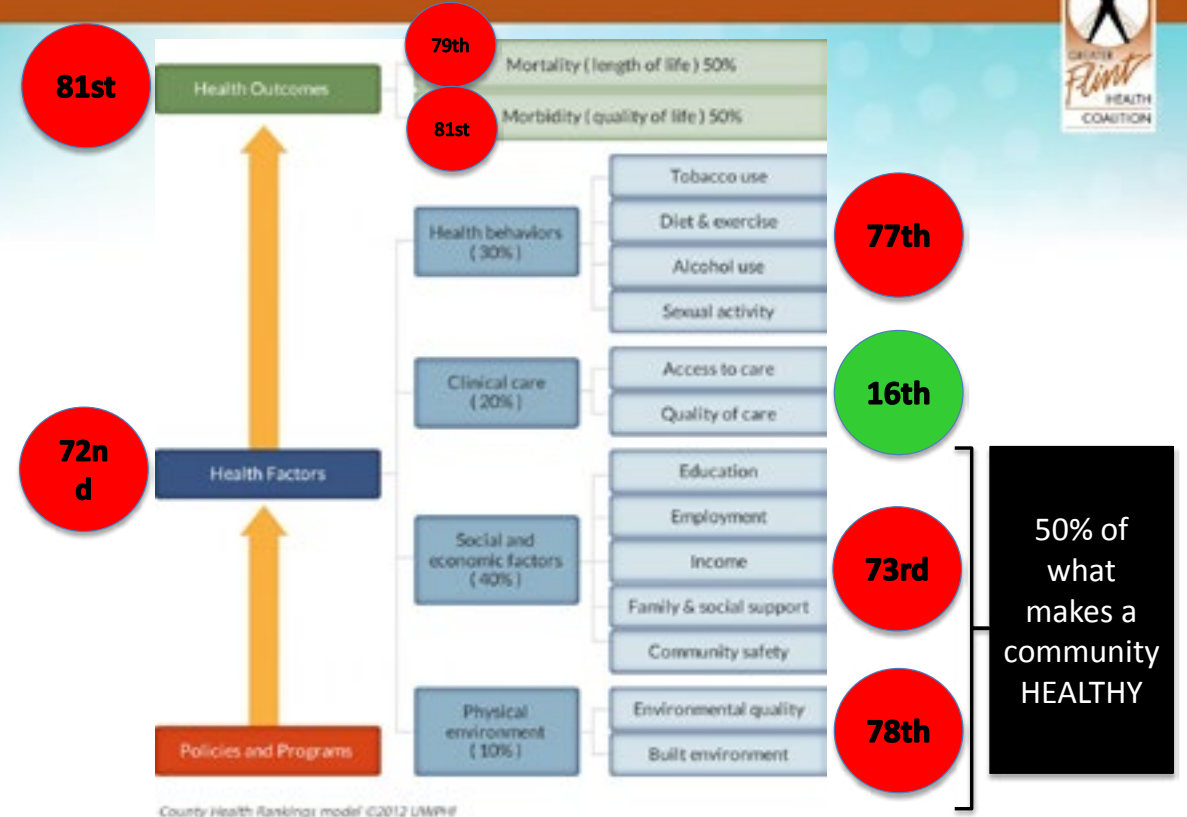 81st
Health Outcomes
79th
Mortality ( length of life ) 50%
81st
Morbidity ( quality of life ) 50%
GREATER
Flint
HEALTH
COALITION
Health behaviors
( 30% )
Tobacco use
Diet & exercise
Alcohol use
Sexual activity
77th
Clinical care
( 20% )
Access to care
Quality of care
16th
72n
d
Health Factors
Social and
economic factors
( 40% )
Education
Employment
Income
Family & social support
Community safety
73rd
Physical
environment
( 10% )
Environmental quality
Built environment
78th
50% of
what
makes a
community
HEALTHY
Policies and Programs
County Health Rankings model ©2012 UWPHI